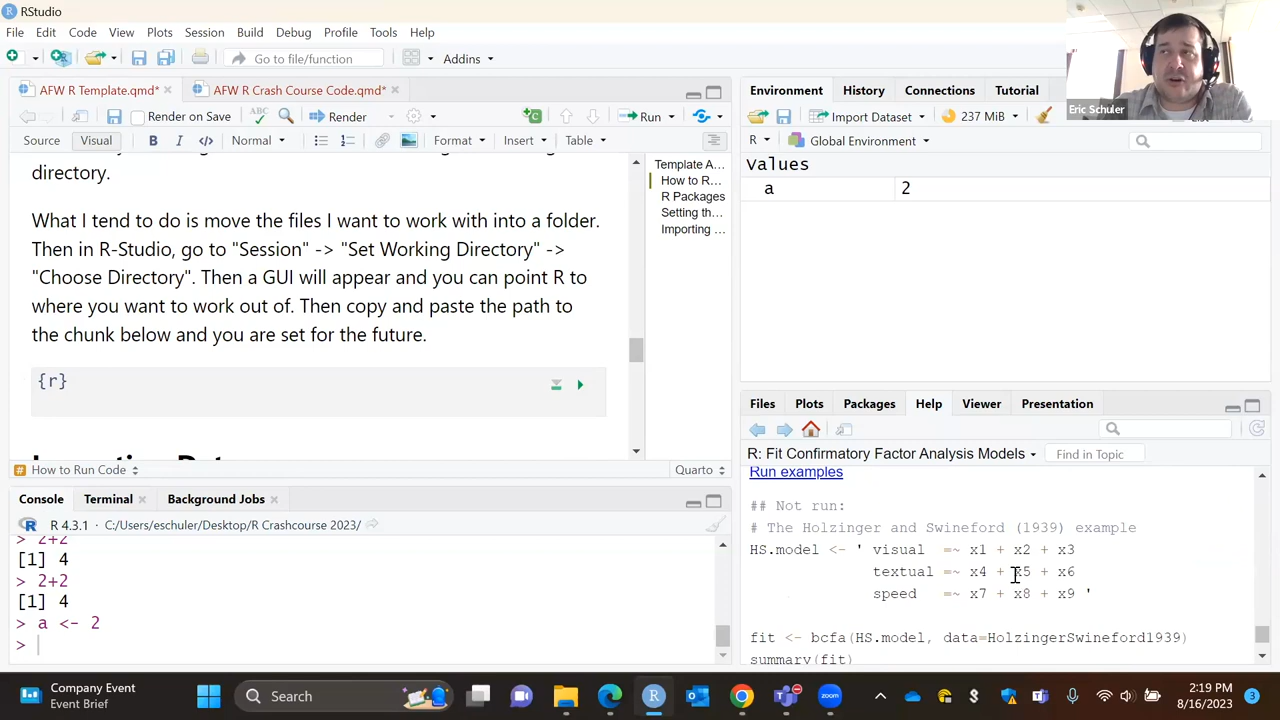 RStudio
File Edit Code View Plots Session Build Debug Profile Tools Help
Go to file/function Addins
AFW R Template.qmd* AFW R Crash Course Code.qmd*
Render on Save ABC Render Run
Source Visual B I </> Normal Format Insert Table
directory.
What I tend to do is move the files I want to work with into a folder.
Then in R-Studio, go to "Session" -> "Set Working Directory" ->
"Choose Directory". Then a GUI will appear and you can point R to
where you want to work out of. Then copy and paste the path to
the chunk below and you are set for the future.
{r}
Template A...
How to R...
R Packages
Setting th...
Importing ...
# How to Run Code Quarto
Console Terminal Background Jobs
R 4.3.1 · C:/Users/eschuler/Desktop/R Crashcourse 2023/
> 2+2
[1] 4
> 2+2
[1] 4
> a <- 2
>
Eric Schuler
Environment History Connections Tutorial
Import Dataset 237 MiB
R Global Environment
Values
a 2
Files Plots Packages Help Viewer Presentation
R: Fit Confirmatory Factor Analysis Models Find in Topic
Run examples
## Not run:
# The Holzinger and Swineford (1939) example
HS.model <- ' visual =~ x1 + x2 + x3
textual =~ x4 + x5 + x6
speed =~ x7 + x8 + x9 '
fit <- bcfa(HS.model, data=HolzingerSwineford1939)
summary(fit)
Company Event
Event Brief
Search
2:19 PM
8/16/2023
3